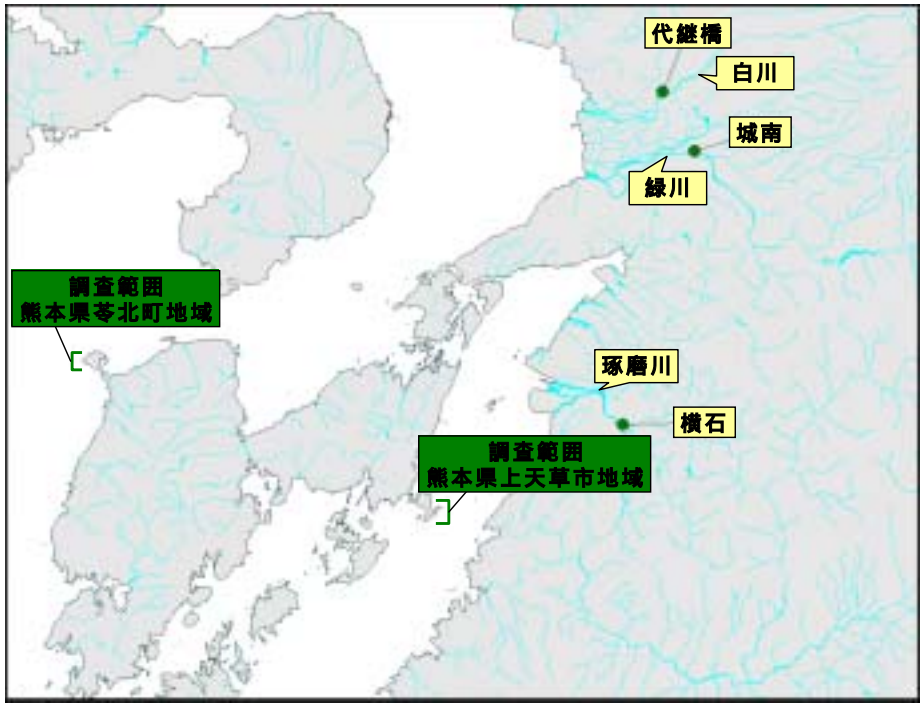 代継橋
白川
城南
緑川
調査範囲
熊本県苓北町地域
琢磨川
横石
調査範囲
熊本県上天草市地域